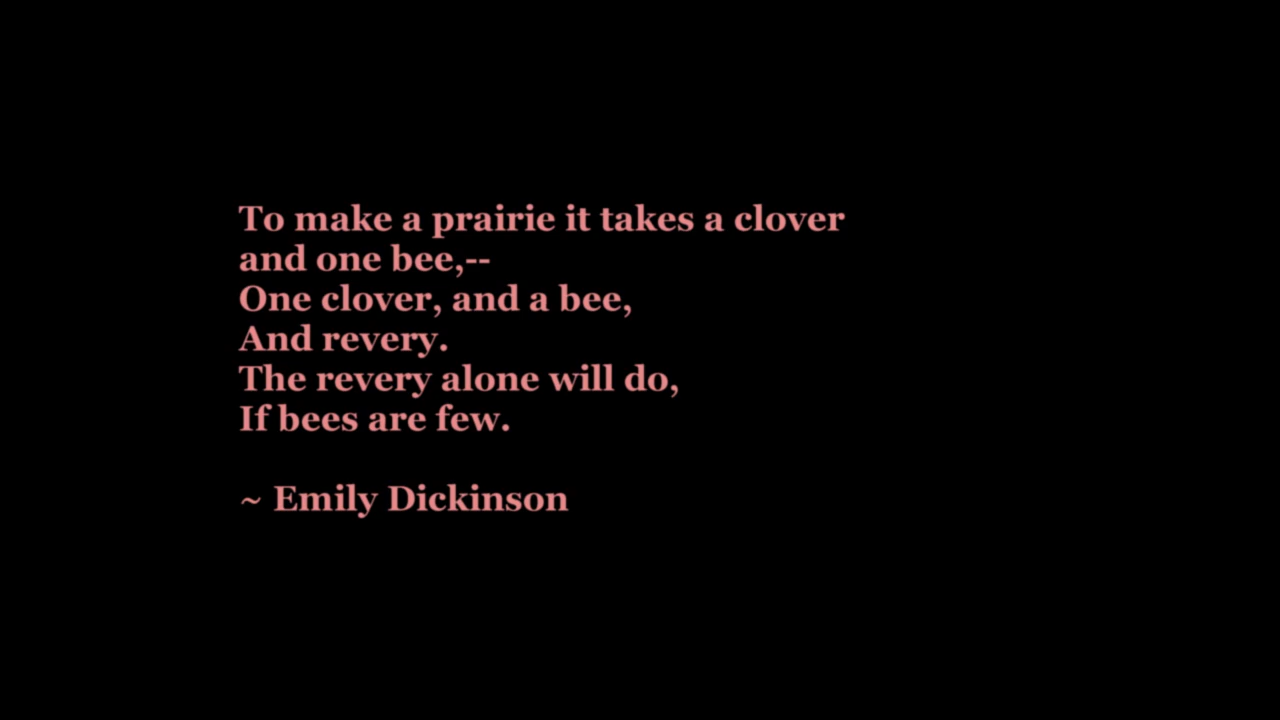 To make a prairie it takes a clover
and one bee,--
One clover, and a bee,
And revery.
The revery alone will do,
If bees are few.
~ Emily Dickinson